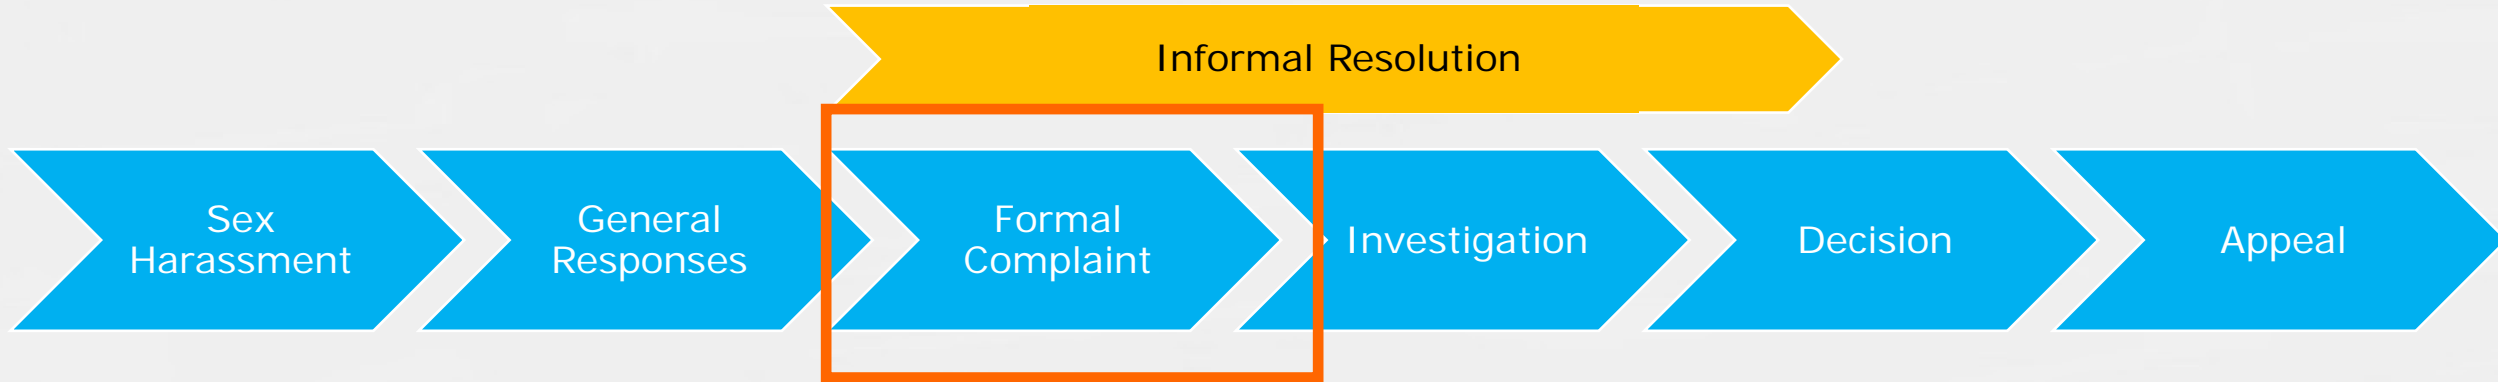 Informal Resolution
Sex
Harassment
General
Responses
Formal
Complaint
Investigation
Decision
Appeal